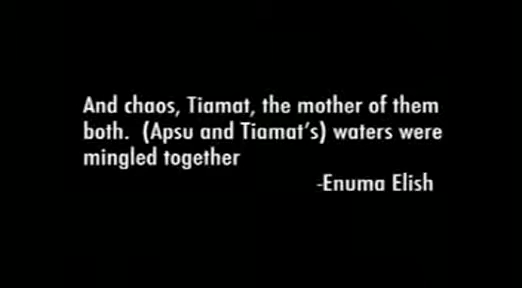 And chaos, Tiamat, the mother of them
both.  (Apsu and Tiamat's) waters were
mingled together
-Enuma Elish